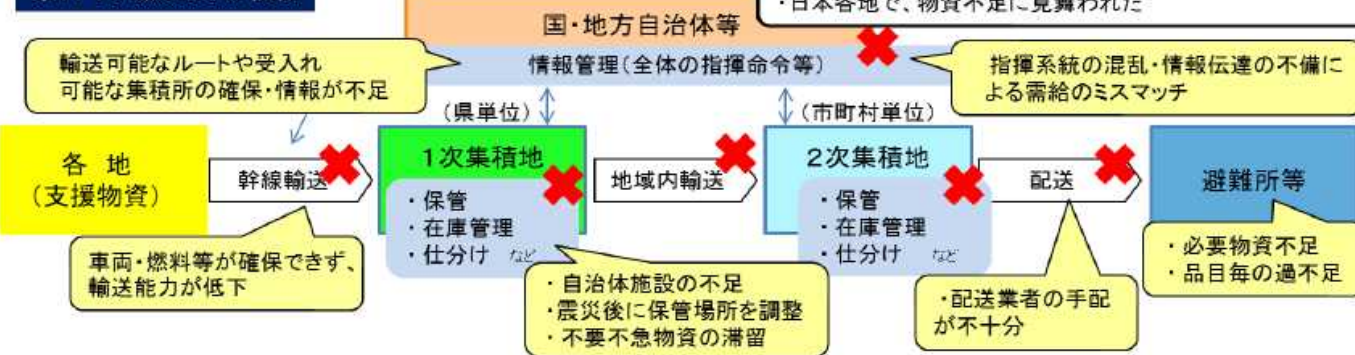 ・日本各地で、物資不足に見舞われた
国・地方自治体等
情報管理(全体の指揮命令等)
輸送可能なルートや受入れ
可能な集積所の確保・情報が不足
指揮系統の混乱・情報伝達の不備に
よる需給のミスマッチ
(県単位)
(市町村単位)
各 地
(支援物資)
幹線輸送
1次集積地
・保管
・在庫管理
・仕分け など
地域内輸送
2次集積地
・保管
・在庫管理
・仕分け など
配送
避難所等
車両・燃料等が確保できず、
輸送能力が低下
・自治体施設の不足
・震災後に保管場所を調整
・不要不急物資の滞留
・配送業者の手配
が不十分
・必要物資不足
・品目毎の過不足